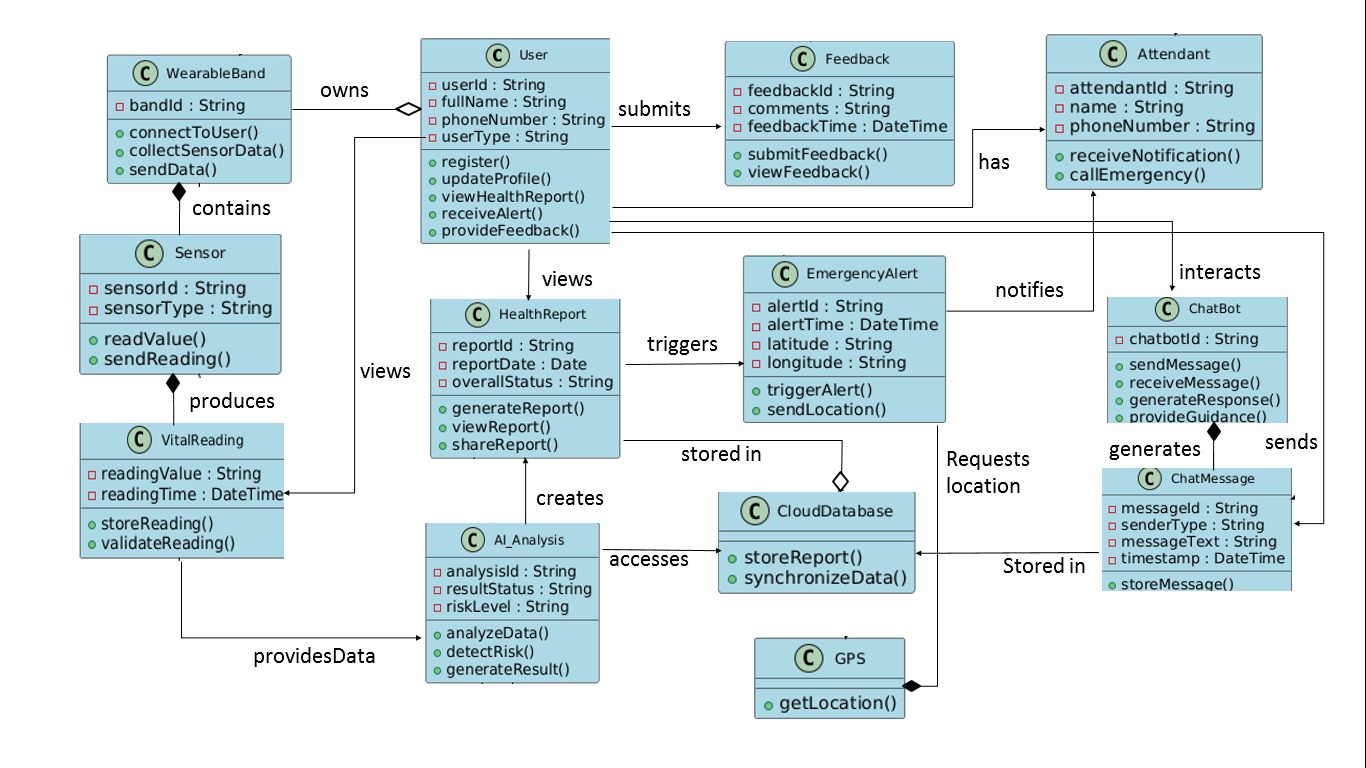 C WearableBand
bandId : String
connectToUser()
collectSensorData()
sendData()
owns
C User
userId : String
fullName : String
phoneNumber : String
userType : String
register()
updateProfile()
viewHealthReport()
receiveAlert()
provideFeedback()
submits
C Feedback
feedbackId : String
comments : String
feedbackTime : DateTime
submitFeedback()
viewFeedback()
has
C Attendant
attendantId : String
name : String
phoneNumber : String
receiveNotification()
callEmergency()
contains
C Sensor
sensorId : String
sensorType : String
readValue()
sendReading()
views
C HealthReport
reportId : String
reportDate : Date
overallStatus : String
generateReport()
viewReport()
shareReport()
triggers
C EmergencyAlert
alertId : String
alertTime : DateTime
latitude : String
longitude : String
triggerAlert()
sendLocation()
notifies
interacts
C ChatBot
chatbotId : String
sendMessage()
receiveMessage()
generateResponse()
provideGuidance()
views
produces
C VitalReading
readingValue : String
readingTime : DateTime
storeReading()
validateReading()
creates
stored in
Requests
location
generates
sends
C ChatMessage
messageId : String
senderType : String
messageText : String
timestamp : DateTime
storeMessage()
C AI_Analysis
analysisId : String
resultStatus : String
riskLevel : String
analyzeData()
detectRisk()
generateResult()
accesses
C CloudDatabase
storeReport()
synchronizeData()
Stored in
providesData
C GPS
getLocation()